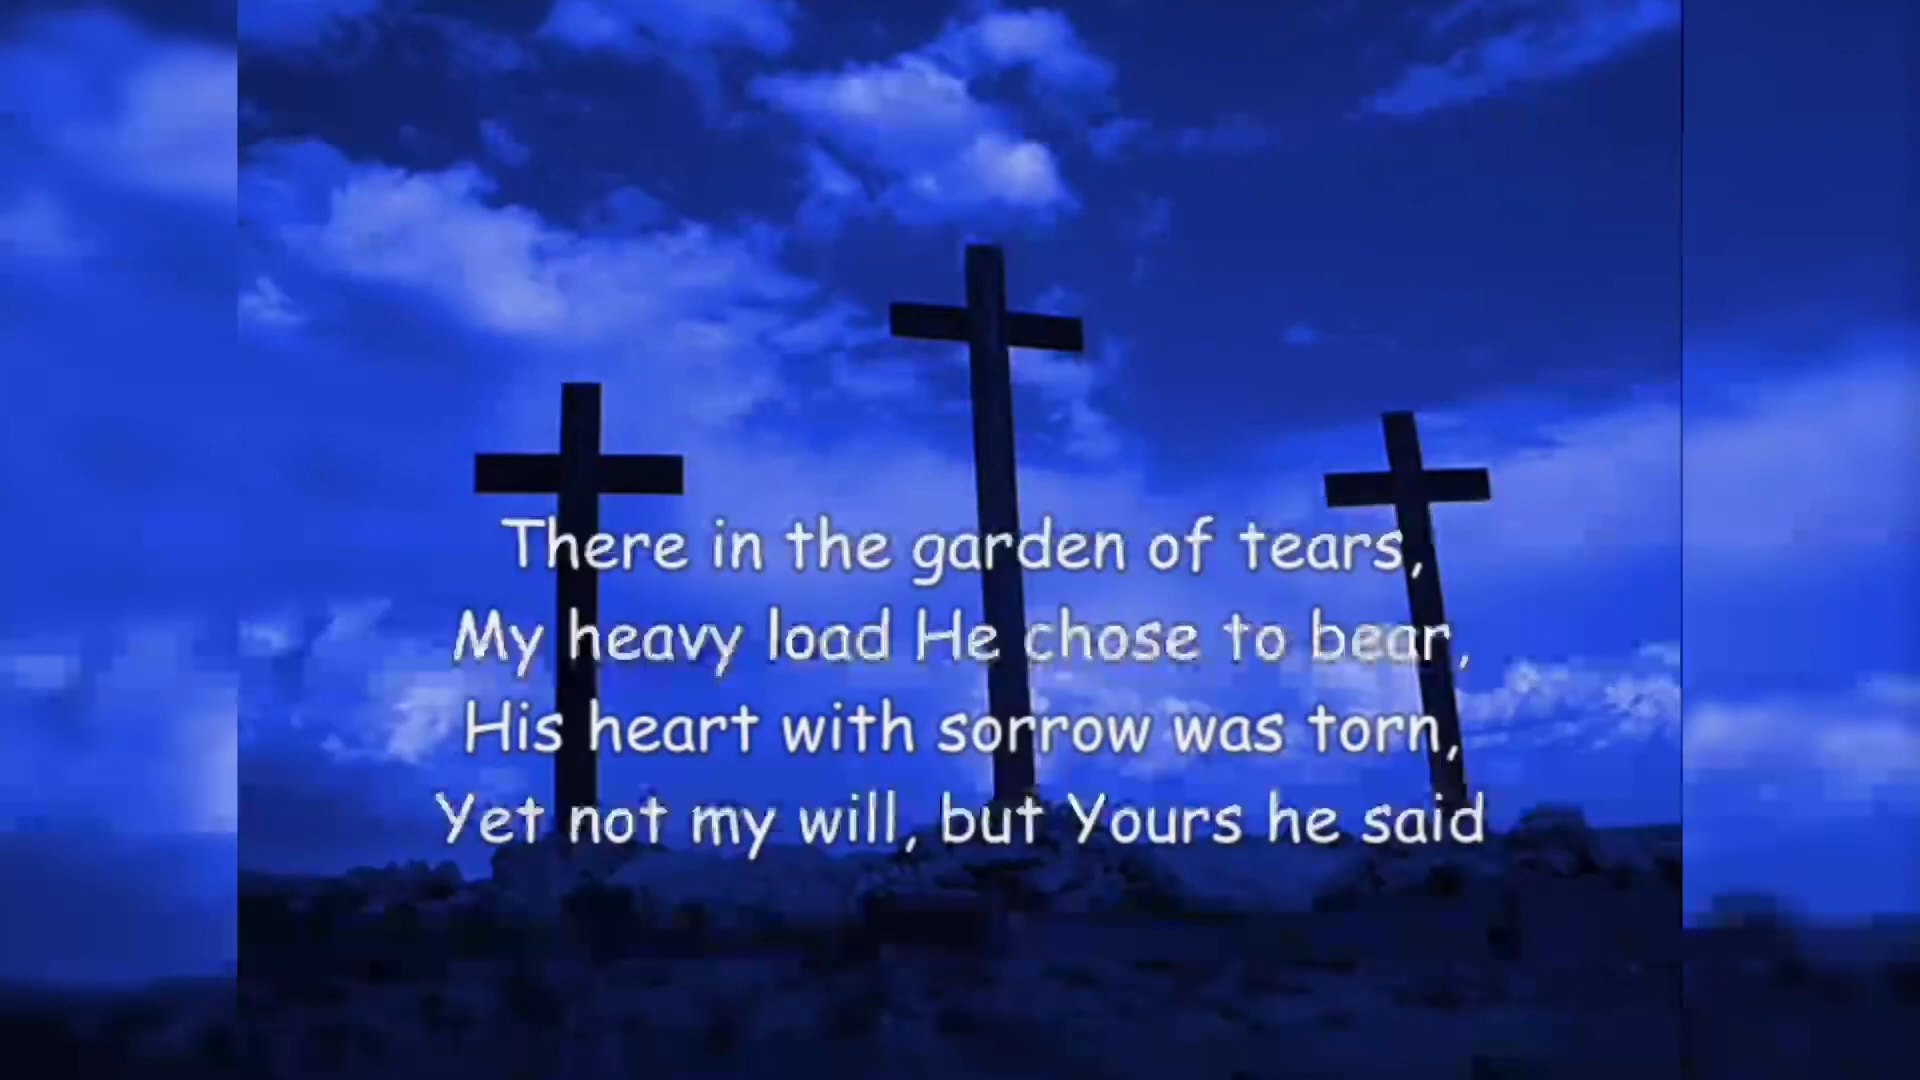 There in the garden of tears,
My heavy load He chose to bear,
His heart with sorrow was torn,
Yet not my will, but Yours he said